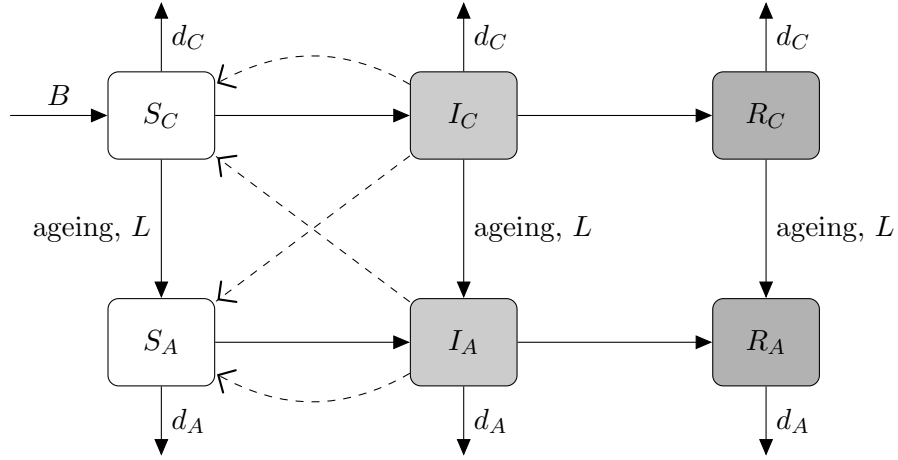 d_C d_C d_C
B S_C I_C R_C
ageing, L ageing, L ageing, L
S_A I_A R_A
d_A d_A d_A